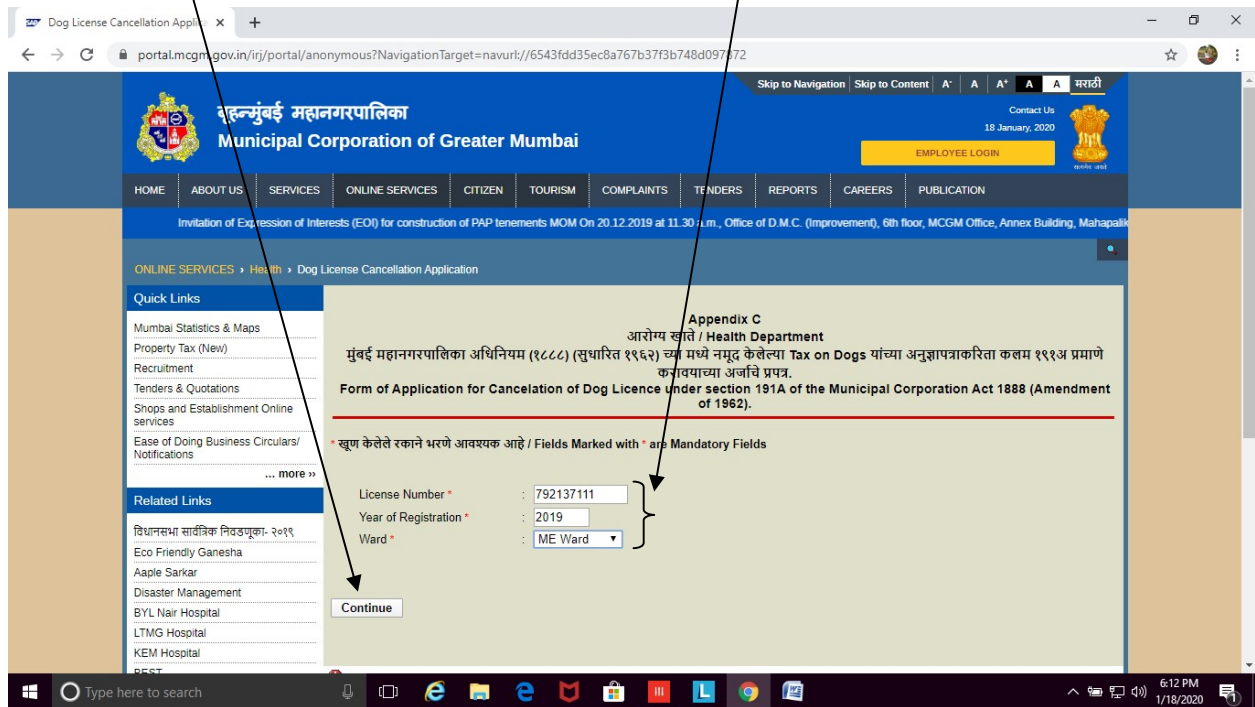 Dog License Cancellation Applic
portal.mcgm.gov.in/irj/portal/anonymous?NavigationTarget=navurl://6543fdd35ec8a767b37f3b748d097872
Skip to Navigation Skip to Content A- A A+ A A मराठी
बृहन्मुंबई महानगरपालिका
Municipal Corporation of Greater Mumbai
Contact Us
18 January, 2020
EMPLOYEE LOGIN
HOME ABOUT US SERVICES ONLINE SERVICES CITIZEN TOURISM COMPLAINTS TENDERS REPORTS CAREERS PUBLICATION
Invitation of Expression of Interests (EOI) for construction of PAP tenements MOM On 20.12.2019 at 11.30 a.m., Office of D.M.C. (Improvement), 6th floor, MCGM Office, Annex Building, Mahapalik
ONLINE SERVICES › Health › Dog License Cancellation Application
Quick Links
Mumbai Statistics & Maps
Property Tax (New)
Recruitment
Tenders & Quotations
Shops and Establishment Online
services
Ease of Doing Business Circulars/
Notifications
... more ››
Related Links
विधानसभा सार्वत्रिक निवडणूका- २०१९
Eco Friendly Ganesha
Aaple Sarkar
Disaster Management
BYL Nair Hospital
LTMG Hospital
KEM Hospital
BEST
Appendix C
आरोग्य खाते / Health Department
मुंबई महानगरपालिका अधिनियम (१८८८) (सुधारित १९६२) च्या मध्ये नमूद केलेल्या Tax on Dogs यांच्या अनुज्ञापत्राकरिता कलम १९१अ प्रमाणे
करावयाच्या अर्जाचे प्रपत्र.
Form of Application for Cancelation of Dog Licence under section 191A of the Municipal Corporation Act 1888 (Amendment
of 1962).
* खूण केलेले रकाने भरणे आवश्यक आहे / Fields Marked with * are Mandatory Fields
License Number * : 792137111
Year of Registration * : 2019
Ward * : ME Ward
Continue
Type here to search
6:12 PM
1/18/2020